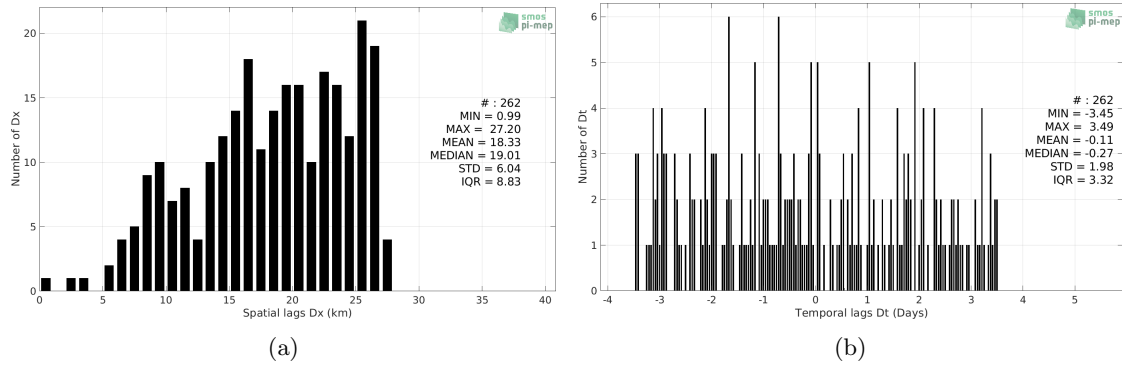 smos
pi-mep
20
15
10
5
0
0
5
10
15
20
25
30
35
40
Number of Dx
Spatial lags Dx (km)
# : 262
MIN = 0.99
MAX = 27.20
MEAN = 18.33
MEDIAN = 19.01
STD = 6.04
IQR = 8.83
(a)
smos
pi-mep
6
5
4
3
2
1
0
-4
-3
-2
-1
0
1
2
3
4
5
Number of Dt
Temporal lags Dt (Days)
# : 262
MIN = -3.45
MAX = 3.49
MEAN = -0.11
MEDIAN = -0.27
STD = 1.98
IQR = 3.32
(b)